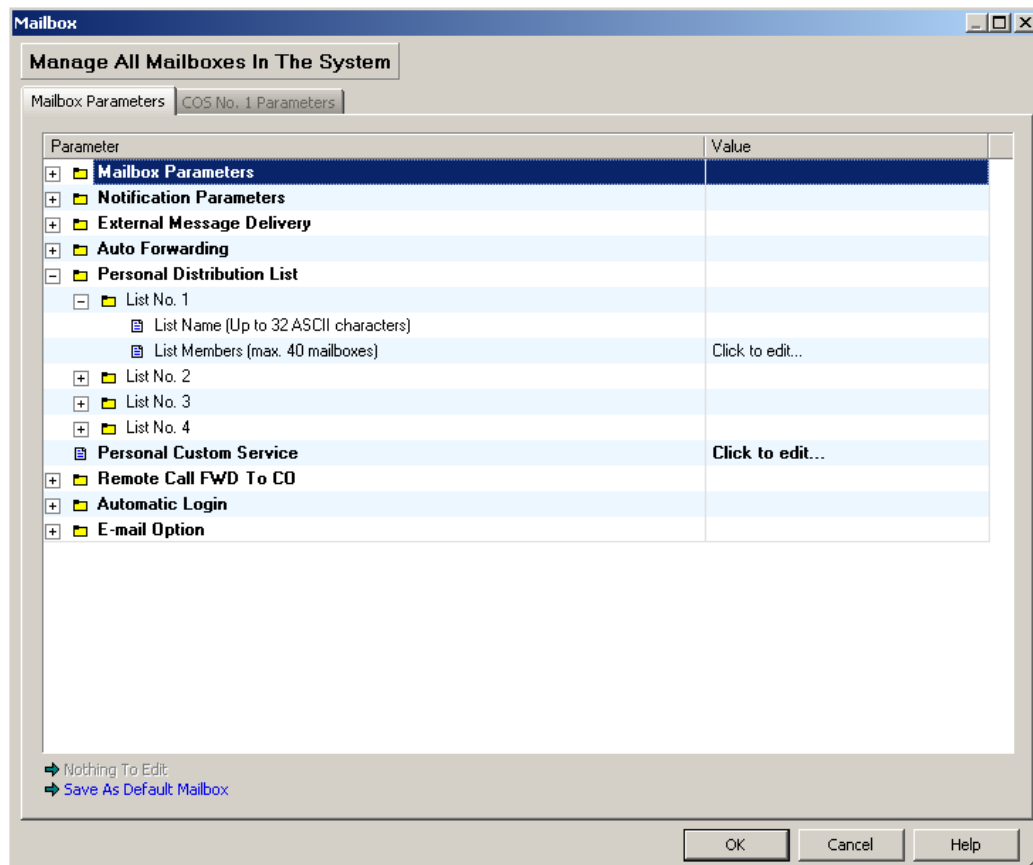 Mailbox
Manage All Mailboxes In The System
Mailbox Parameters COS No. 1 Parameters
Parameter Value
Mailbox Parameters
Notification Parameters
External Message Delivery
Auto Forwarding
Personal Distribution List
List No. 1
List Name (Up to 32 ASCII characters)
List Members (max. 40 mailboxes) Click to edit...
List No. 2
List No. 3
List No. 4
Personal Custom Service Click to edit...
Remote Call FWD To CO
Automatic Login
E-mail Option
Nothing To Edit
Save As Default Mailbox
OK Cancel Help